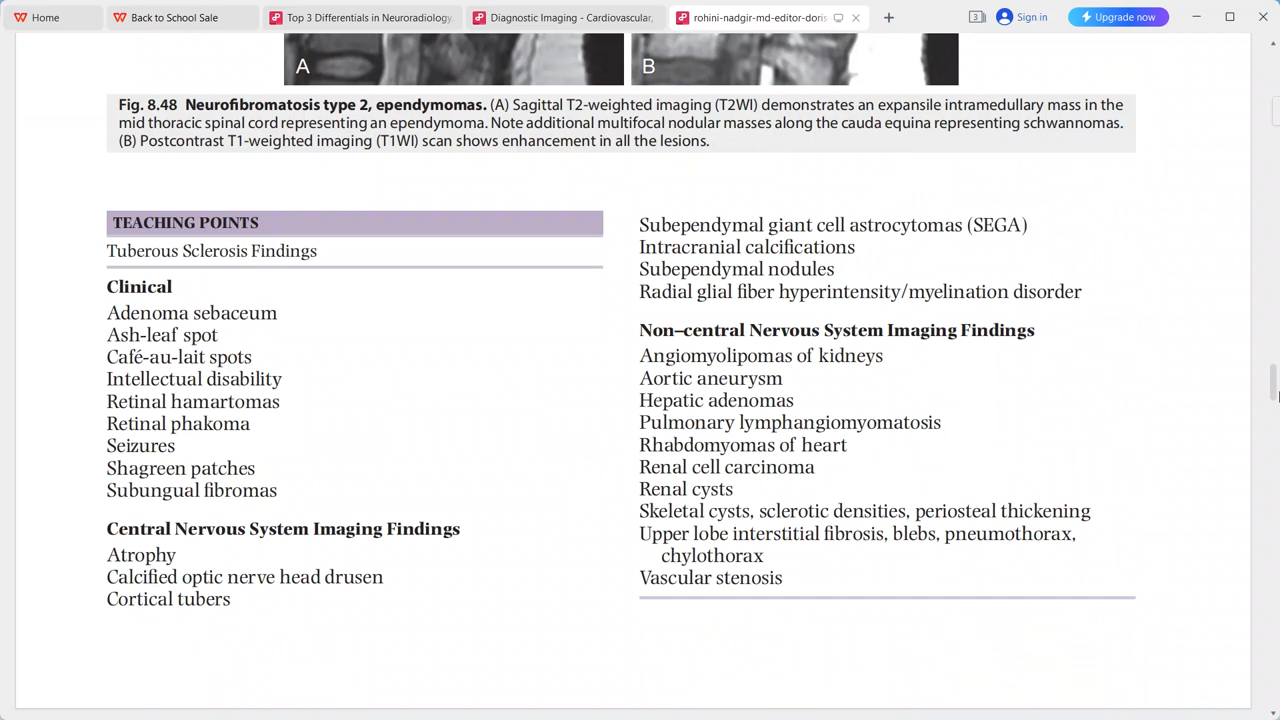 Home
Back to School Sale
Top 3 Differentials in Neuroradiology
Diagnostic Imaging - Cardiovascular,
rohini-nadgir-md-editor-doris
3
Sign in
Upgrade now
A
B
Fig. 8.48 Neurofibromatosis type 2, ependymomas. (A) Sagittal T2-weighted imaging (T2WI) demonstrates an expansile intramedullary mass in the
mid thoracic spinal cord representing an ependymoma. Note additional multifocal nodular masses along the cauda equina representing schwannomas.
(B) Postcontrast T1-weighted imaging (T1WI) scan shows enhancement in all the lesions.
TEACHING POINTS
Tuberous Sclerosis Findings
Clinical
Adenoma sebaceum
Ash-leaf spot
Café-au-lait spots
Intellectual disability
Retinal hamartomas
Retinal phakoma
Seizures
Shagreen patches
Subungual fibromas
Central Nervous System Imaging Findings
Atrophy
Calcified optic nerve head drusen
Cortical tubers
Subependymal giant cell astrocytomas (SEGA)
Intracranial calcifications
Subependymal nodules
Radial glial fiber hyperintensity/myelination disorder
Non–central Nervous System Imaging Findings
Angiomyolipomas of kidneys
Aortic aneurysm
Hepatic adenomas
Pulmonary lymphangiomyomatosis
Rhabdomyomas of heart
Renal cell carcinoma
Renal cysts
Skeletal cysts, sclerotic densities, periosteal thickening
Upper lobe interstitial fibrosis, blebs, pneumothorax,
chylothorax
Vascular stenosis